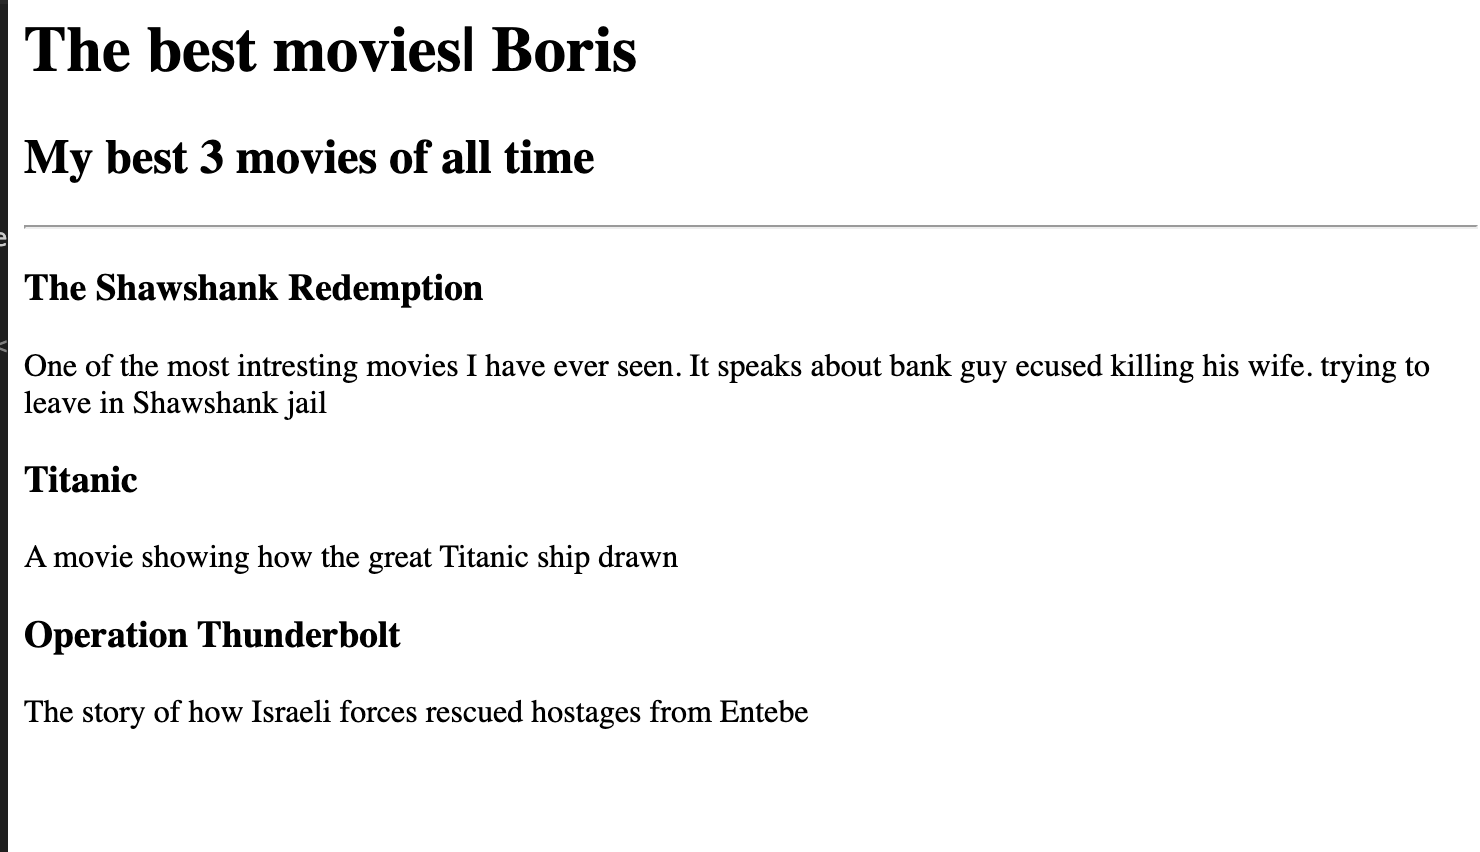 The best movies| Boris
My best 3 movies of all time
The Shawshank Redemption
One of the most intresting movies I have ever seen. It speaks about bank guy ecused killing his wife. trying to
leave in Shawshank jail
Titanic
A movie showing how the great Titanic ship drawn
Operation Thunderbolt
The story of how Israeli forces rescued hostages from Entebe